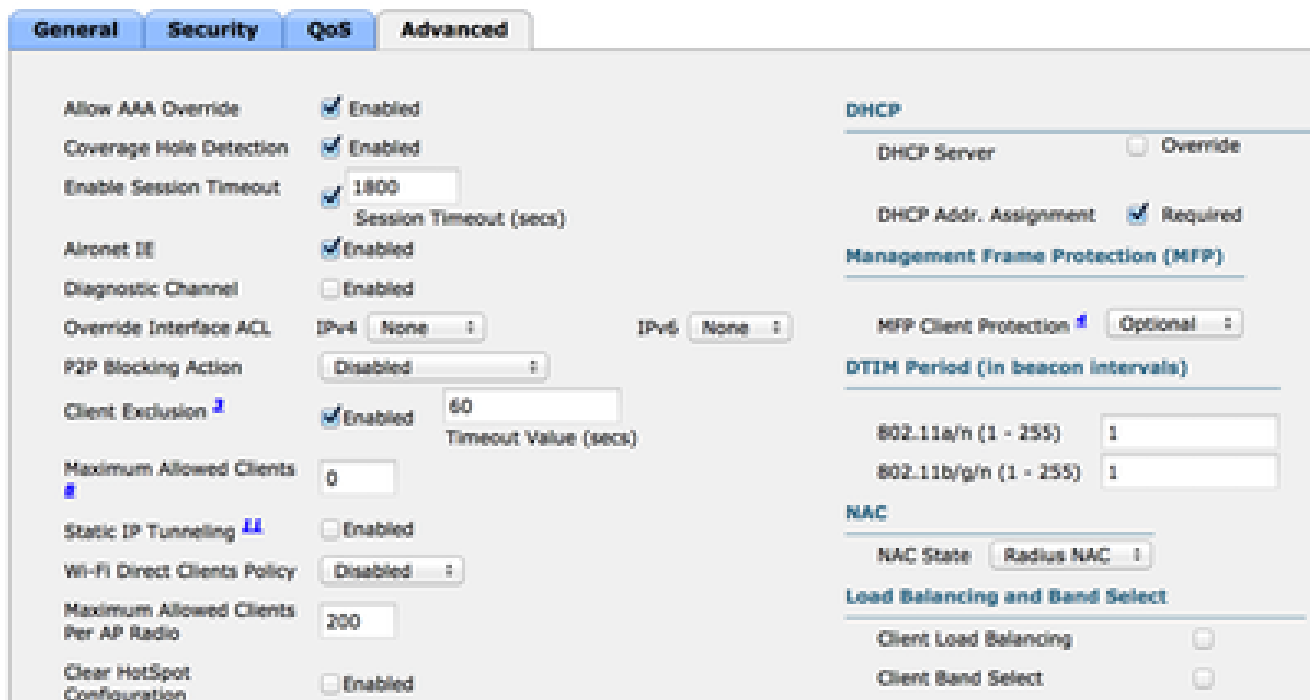 General Security QoS Advanced
Allow AAA Override Enabled
Coverage Hole Detection Enabled
Enable Session Timeout 1800
Session Timeout (secs)
Aironet IE Enabled
Diagnostic Channel Enabled
Override Interface ACL IPv4 None IPv6 None
P2P Blocking Action Disabled
Client Exclusion 3 Enabled 60
Timeout Value (secs)
Maximum Allowed Clients
8
0
Static IP Tunneling 11 Enabled
Wi-Fi Direct Clients Policy Disabled
Maximum Allowed Clients
Per AP Radio
200
Clear HotSpot
Configuration
Enabled
DHCP
DHCP Server Override
DHCP Addr. Assignment Required
Management Frame Protection (MFP)
MFP Client Protection Optional
DTIM Period (in beacon intervals)
802.11a/n (1 - 255) 1
802.11b/g/n (1 - 255) 1
NAC
NAC State Radius NAC
Load Balancing and Band Select
Client Load Balancing
Client Band Select